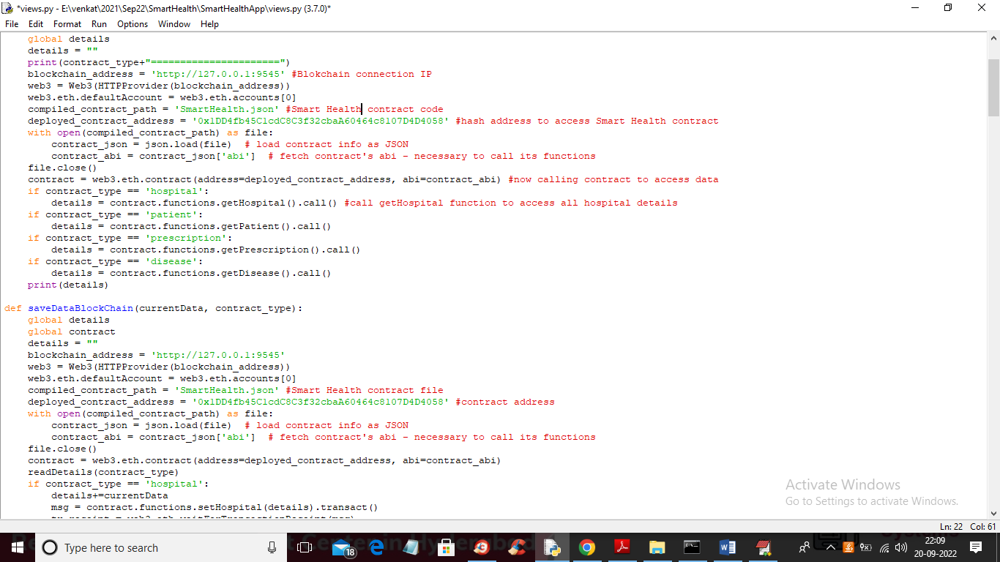 *views.py - E:\venkat\2021\Sep22\SmartHealth\SmartHealthApp\views.py (3.7.0)*
File Edit Format Run Options Window Help
    global details
    details = ""
    print(contract_type+"======================")
    blockchain_address = 'http://127.0.0.1:9545' #Blokchain connection IP
    web3 = Web3(HTTPProvider(blockchain_address))
    web3.eth.defaultAccount = web3.eth.accounts[0]
    compiled_contract_path = 'SmartHealth.json' #Smart Health contract code
    deployed_contract_address = '0x1DD4fb45C1cdC8C3f32cbaA60464c8107D4D4058' #hash address to access Smart Health contract
    with open(compiled_contract_path) as file:
        contract_json = json.load(file)  # load contract info as JSON
        contract_abi = contract_json['abi']  # fetch contract's abi - necessary to call its functions
    file.close()
    contract = web3.eth.contract(address=deployed_contract_address, abi=contract_abi) #now calling contract to access data
    if contract_type == 'hospital':
        details = contract.functions.getHospital().call() #call getHospital function to access all hospital details
    if contract_type == 'patient':
        details = contract.functions.getPatient().call()
    if contract_type == 'prescription':
        details = contract.functions.getPrescription().call()
    if contract_type == 'disease':
        details = contract.functions.getDisease().call()
    print(details)
def saveDataBlockChain(currentData, contract_type):
    global details
    global contract
    details = ""
    blockchain_address = 'http://127.0.0.1:9545'
    web3 = Web3(HTTPProvider(blockchain_address))
    web3.eth.defaultAccount = web3.eth.accounts[0]
    compiled_contract_path = 'SmartHealth.json' #Smart Health contract file
    deployed_contract_address = '0x1DD4fb45C1cdC8C3f32cbaA60464c8107D4D4058' #contract address
    with open(compiled_contract_path) as file:
        contract_json = json.load(file)  # load contract info as JSON
        contract_abi = contract_json['abi']  # fetch contract's abi - necessary to call its functions
    file.close()
    contract = web3.eth.contract(address=deployed_contract_address, abi=contract_abi)
    readDetails(contract_type)
    if contract_type == 'hospital':
        details+=currentData
        msg = contract.functions.setHospital(details).transact()
Activate Windows
Go to Settings to activate Windows.
Ln: 22 Col: 61
Type here to search
18
22:09
20-09-2022